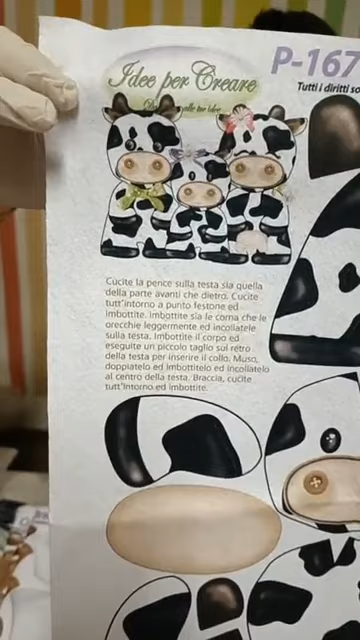 Idee per Creare
P-167
Tutti i diritti so
alle tue idee
Cucite la pence sulla testa sia quella
della parte avanti che dietro. Cucite
tutt'intorno a punto festone ed
imbottite. Imbottite sia le corna che le
orecchie leggermente ed incollatele
sulla testa. Imbottite il corpo ed
eseguite un piccolo taglio sul retro
della testa per inserire il collo. Muso,
doppiatelo ed imbottitelo ed incollatelo
al centro della testa. Braccia, cucite
tutt'intorno ed imbottite.